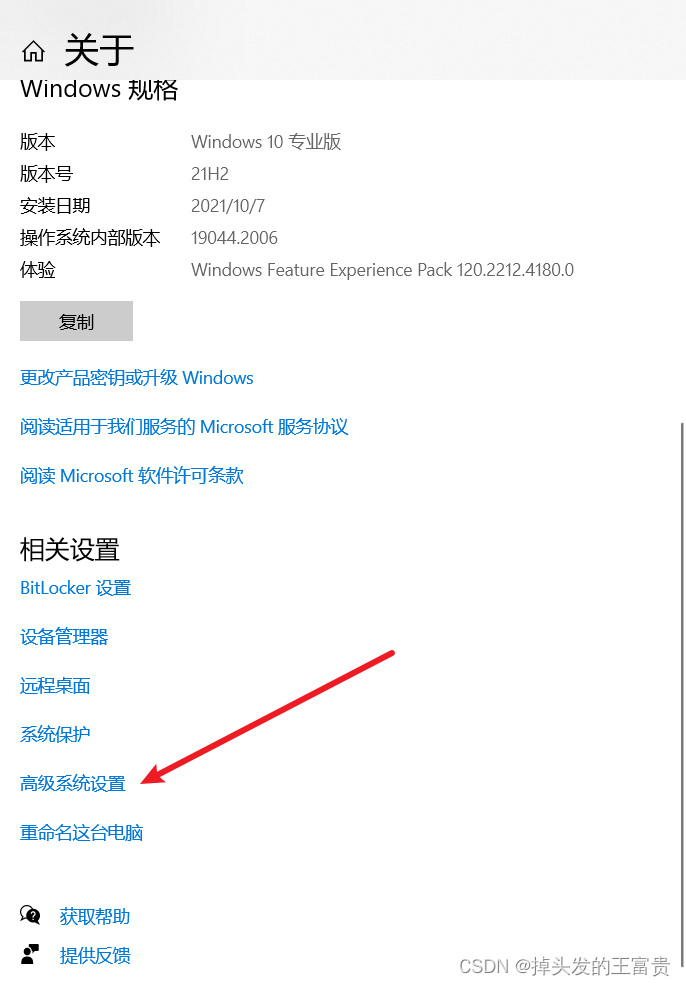 关于
Windows 规格
版本 Windows 10 专业版
版本号 21H2
安装日期 2021/10/7
操作系统内部版本 19044.2006
体验 Windows Feature Experience Pack 120.2212.4180.0
复制
更改产品密钥或升级 Windows
阅读适用于我们服务的 Microsoft 服务协议
阅读 Microsoft 软件许可条款
相关设置
BitLocker 设置
设备管理器
远程桌面
系统保护
高级系统设置
重命名这台电脑
获取帮助
提供反馈
CSDN @掉头发的王富贵